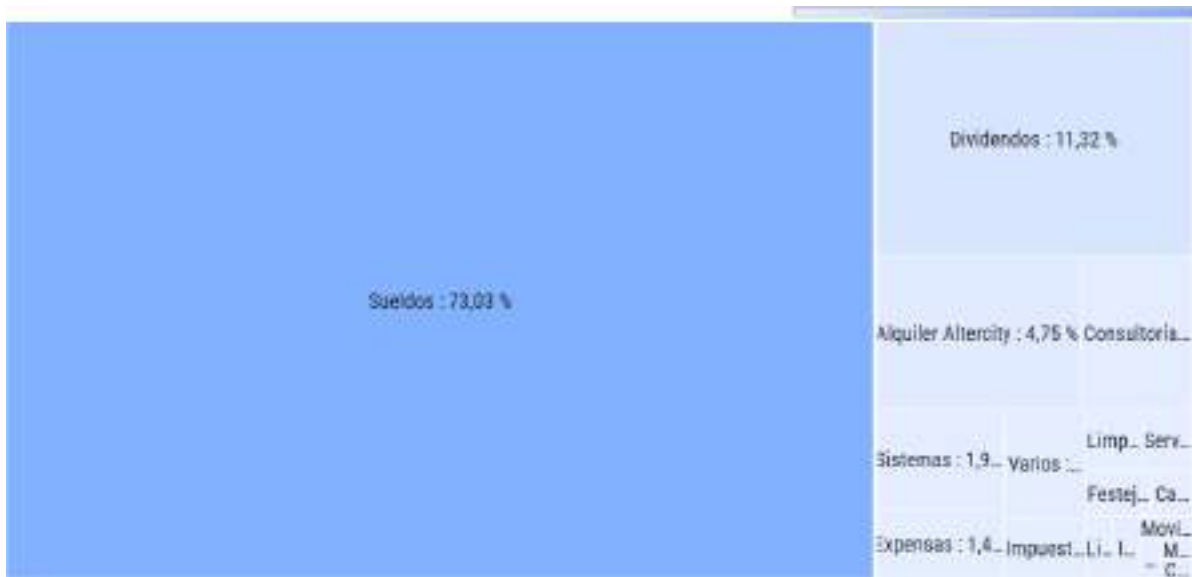 Dividendos : 11,32 %
Sueldos : 73,03 %
Alquiler Altercity : 4,75 % Consultoría...
Limp... Serv...
Sistemas : 1,9... Varios :...
Festej... Ca...
Movi...
Expensas : 1,4... Impuest... Li... I... M...
C...